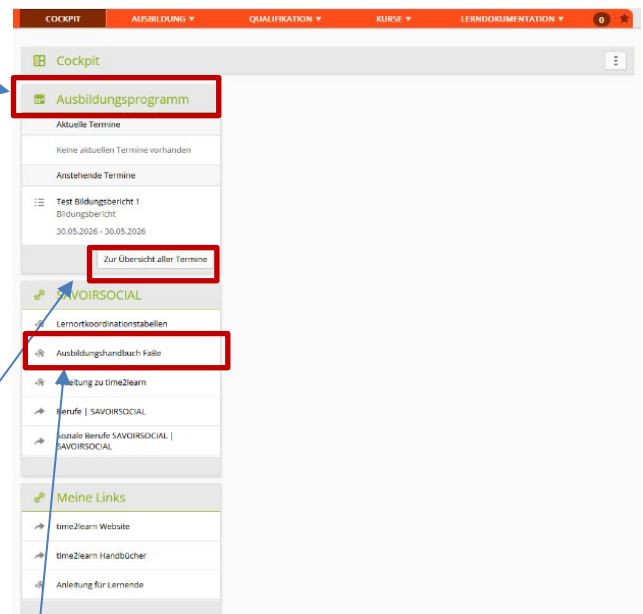 COCKPIT AUSBILDUNG QUALIFIKATION KURSE LERNDOKUMENTATION 0
Cockpit
Ausbildungsprogramm
Aktuelle Termine
Keine aktuellen Termine vorhanden
Anstehende Termine
Test Bildungsbericht 1
Bildungsbericht
30.05.2026 - 30.05.2026
Zur Übersicht aller Termine
SAVOIRSOCIAL
Lernortkoordinationstabellen
Ausbildungshandbuch FaBe
Anleitung zu time2learn
Berufe | SAVOIRSOCIAL
Soziale Berufe SAVOIRSOCIAL |
SAVOIRSOCIAL
Meine Links
time2learn Website
time2learn Handbücher
Anleitung für Lernende